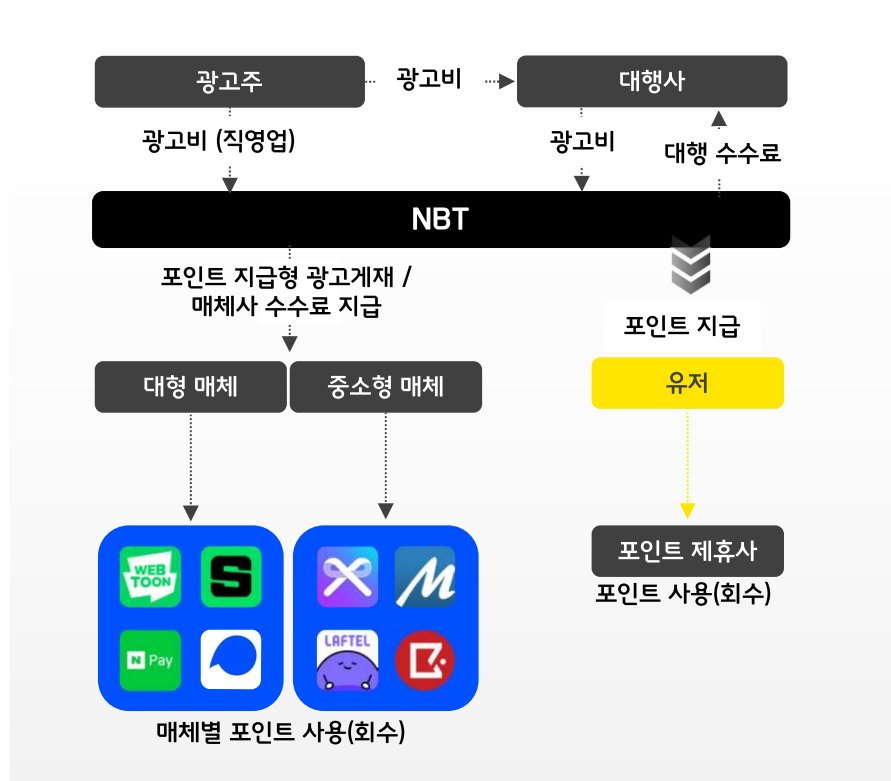 광고주
광고비
대행사
광고비 (직영업)
광고비
대행 수수료
NBT
포인트 지급형 광고게재 /
매체사 수수료 지급
포인트 지급
대형 매체
중소형 매체
유저
WEB
TOON
S
M
N Pay
LAFTEL
포인트 제휴사
포인트 사용(회수)
매체별 포인트 사용(회수)